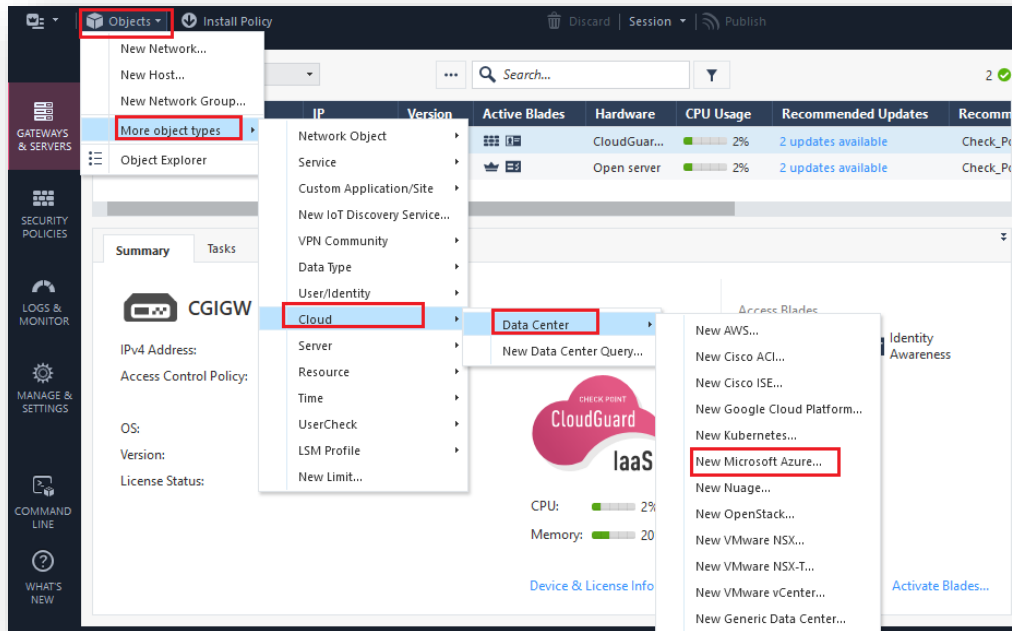 Objects
Install Policy
Discard
Session
Publish
New Network...
New Host...
New Network Group...
More object types
Object Explorer
Search...
2
IP
Version
Active Blades
Hardware
CPU Usage
Recommended Updates
Recomm
CloudGuar...
2%
2 updates available
Check_Po
Open server
2%
2 updates available
Check_Po
GATEWAYS
& SERVERS
SECURITY
POLICIES
LOGS &
MONITOR
MANAGE &
SETTINGS
COMMAND
LINE
WHAT'S
NEW
Network Object
Service
Custom Application/Site
New IoT Discovery Service...
VPN Community
Data Type
User/Identity
Cloud
Server
Resource
Time
UserCheck
LSM Profile
New Limit...
Data Center
New Data Center Query...
New AWS...
New Cisco ACI...
New Cisco ISE...
New Google Cloud Platform...
New Kubernetes...
New Microsoft Azure...
New Nuage...
New OpenStack...
New VMware NSX...
New VMware NSX-T...
New VMware vCenter...
New Generic Data Center...
Summary
Tasks
CGIGW
IPv4 Address:
Access Control Policy:
OS:
Version:
License Status:
CHECK POINT
CloudGuard
IaaS
CPU:
2%
Memory:
20
Device & License Info
Access Blades
Identity
Awareness
Activate Blades...